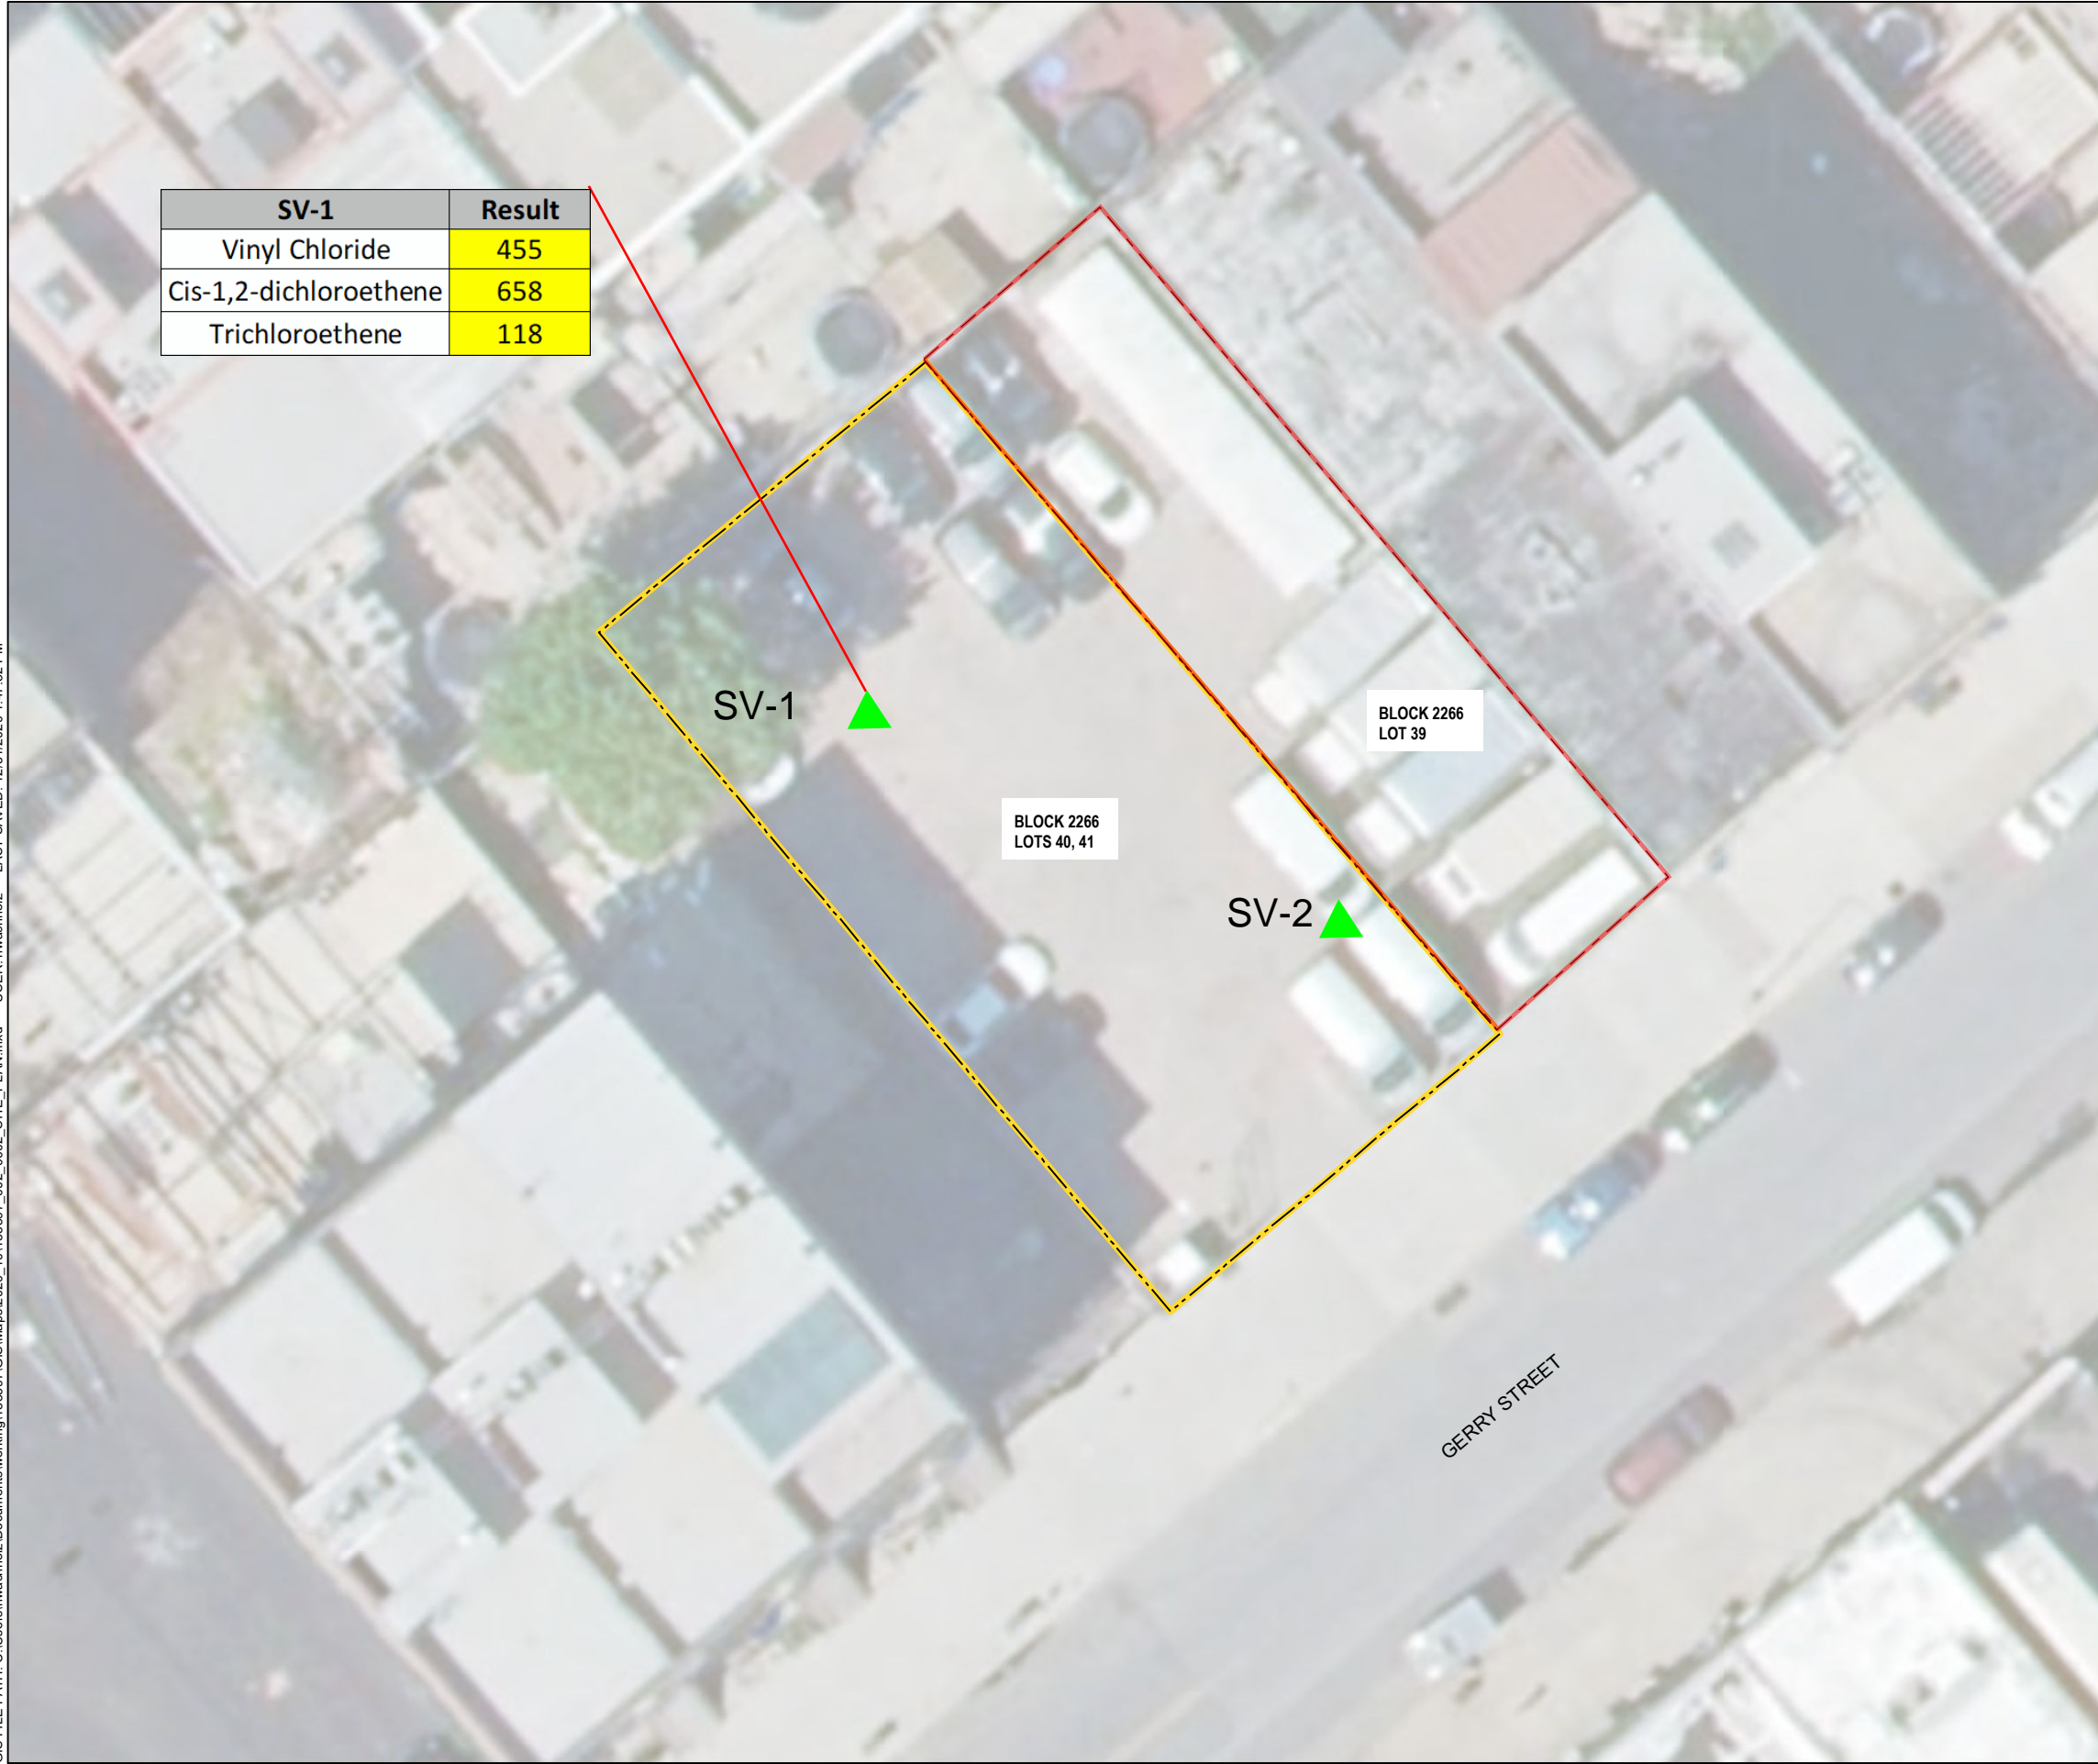 SV-1 Result
Vinyl Chloride 455
Cis-1,2-dichloroethene 658
Trichloroethene 118
SV-1
BLOCK 2266
LOT 39
BLOCK 2266
LOTS 40, 41
SV-2
GERRY STREET